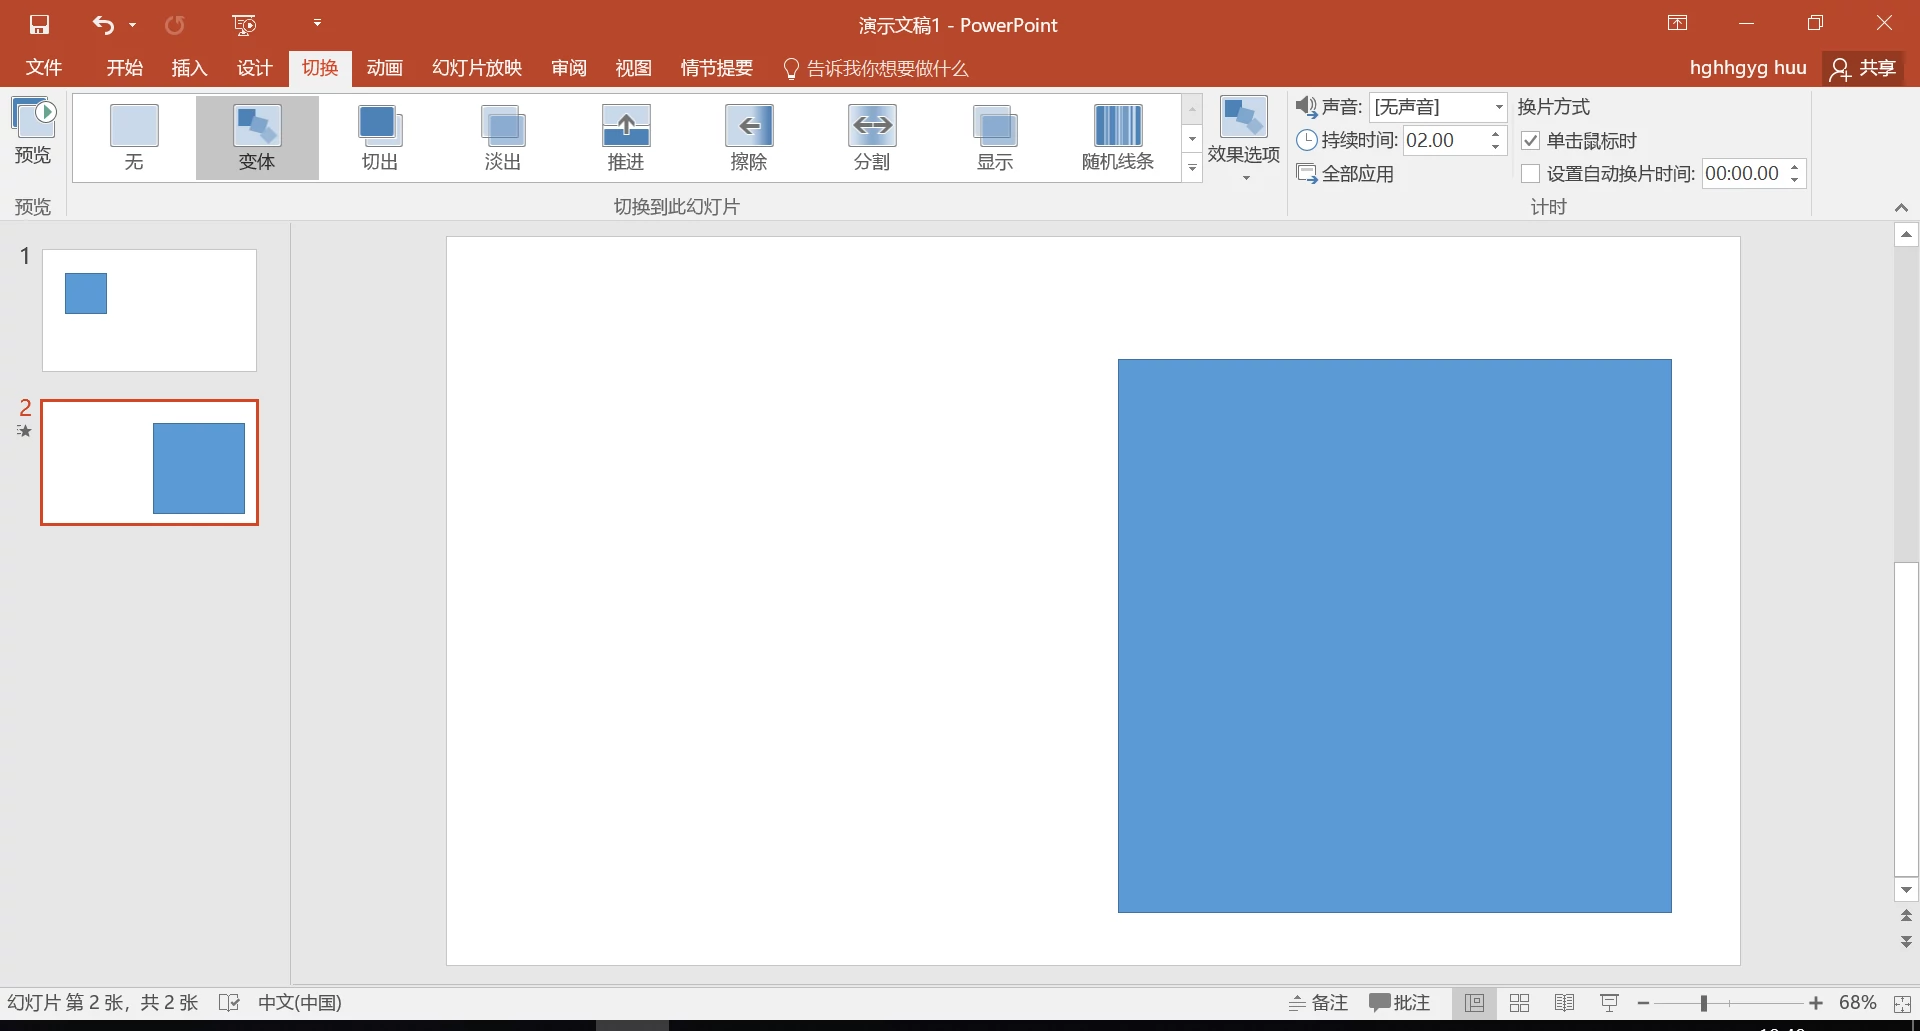 演示文稿1 - PowerPoint
文件 开始 插入 设计 切换 动画 幻灯片放映 审阅 视图 情节提要 告诉我你想要做什么 hghhgyg huu 共享
预览 无 变体 切出 淡出 推进 擦除 分割 显示 随机线条 效果选项
声音: [无声音] 换片方式
持续时间: 02.00 单击鼠标时
全部应用 设置自动换片时间: 00:00.00
预览 切换到此幻灯片 计时
1
2
幻灯片 第 2 张，共 2 张 中文(中国) 备注 批注 68%